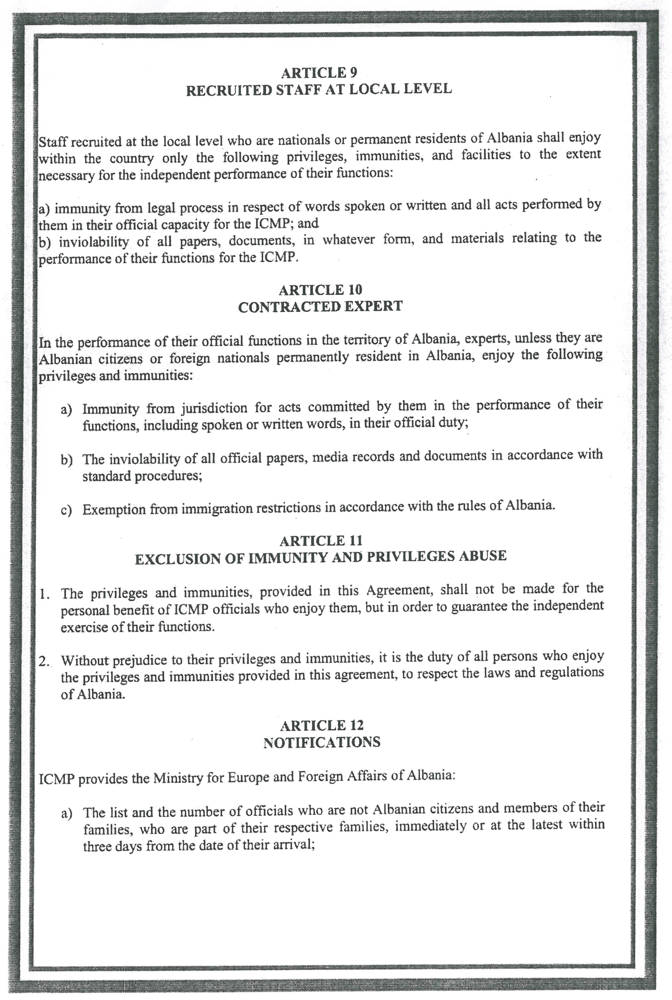 ARTICLE 9
RECRUITED STAFF AT LOCAL LEVEL
Staff recruited at the local level who are nationals or permanent residents of Albania shall enjoy
within the country only the following privileges, immunities, and facilities to the extent
necessary for the independent performance of their functions:
a) immunity from legal process in respect of words spoken or written and all acts performed by
them in their official capacity for the ICMP; and
b) inviolability of all papers, documents, in whatever form, and materials relating to the
performance of their functions for the ICMP.
ARTICLE 10
CONTRACTED EXPERT
In the performance of their official functions in the territory of Albania, experts, unless they are
Albanian citizens or foreign nationals permanently resident in Albania, enjoy the following
privileges and immunities:
a) Immunity from jurisdiction for acts committed by them in the performance of their
functions, including spoken or written words, in their official duty;
b) The inviolability of all official papers, media records and documents in accordance with
standard procedures;
c) Exemption from immigration restrictions in accordance with the rules of Albania.
ARTICLE 11
EXCLUSION OF IMMUNITY AND PRIVILEGES ABUSE
1. The privileges and immunities, provided in this Agreement, shall not be made for the
personal benefit of ICMP officials who enjoy them, but in order to guarantee the independent
exercise of their functions.
2. Without prejudice to their privileges and immunities, it is the duty of all persons who enjoy
the privileges and immunities provided in this agreement, to respect the laws and regulations
of Albania.
ARTICLE 12
NOTIFICATIONS
ICMP provides the Ministry for Europe and Foreign Affairs of Albania:
a) The list and the number of officials who are not Albanian citizens and members of their
families, who are part of their respective families, immediately or at the latest within
three days from the date of their arrival;